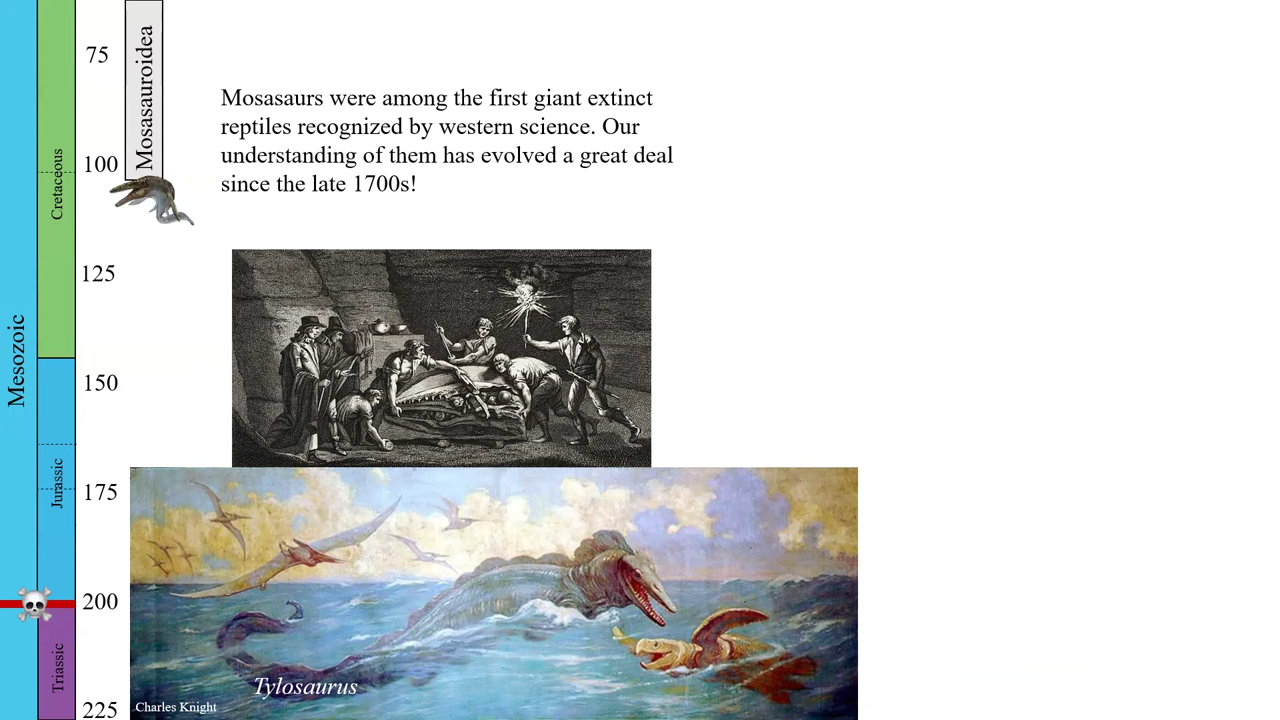 Mesozoic
Cretaceous
Jurassic
Triassic
75
100
125
150
175
200
225
Mosasauroidea
Mosasaurs were among the first giant extinct
reptiles recognized by western science. Our
understanding of them has evolved a great deal
since the late 1700s!
Tylosaurus
Charles Knight